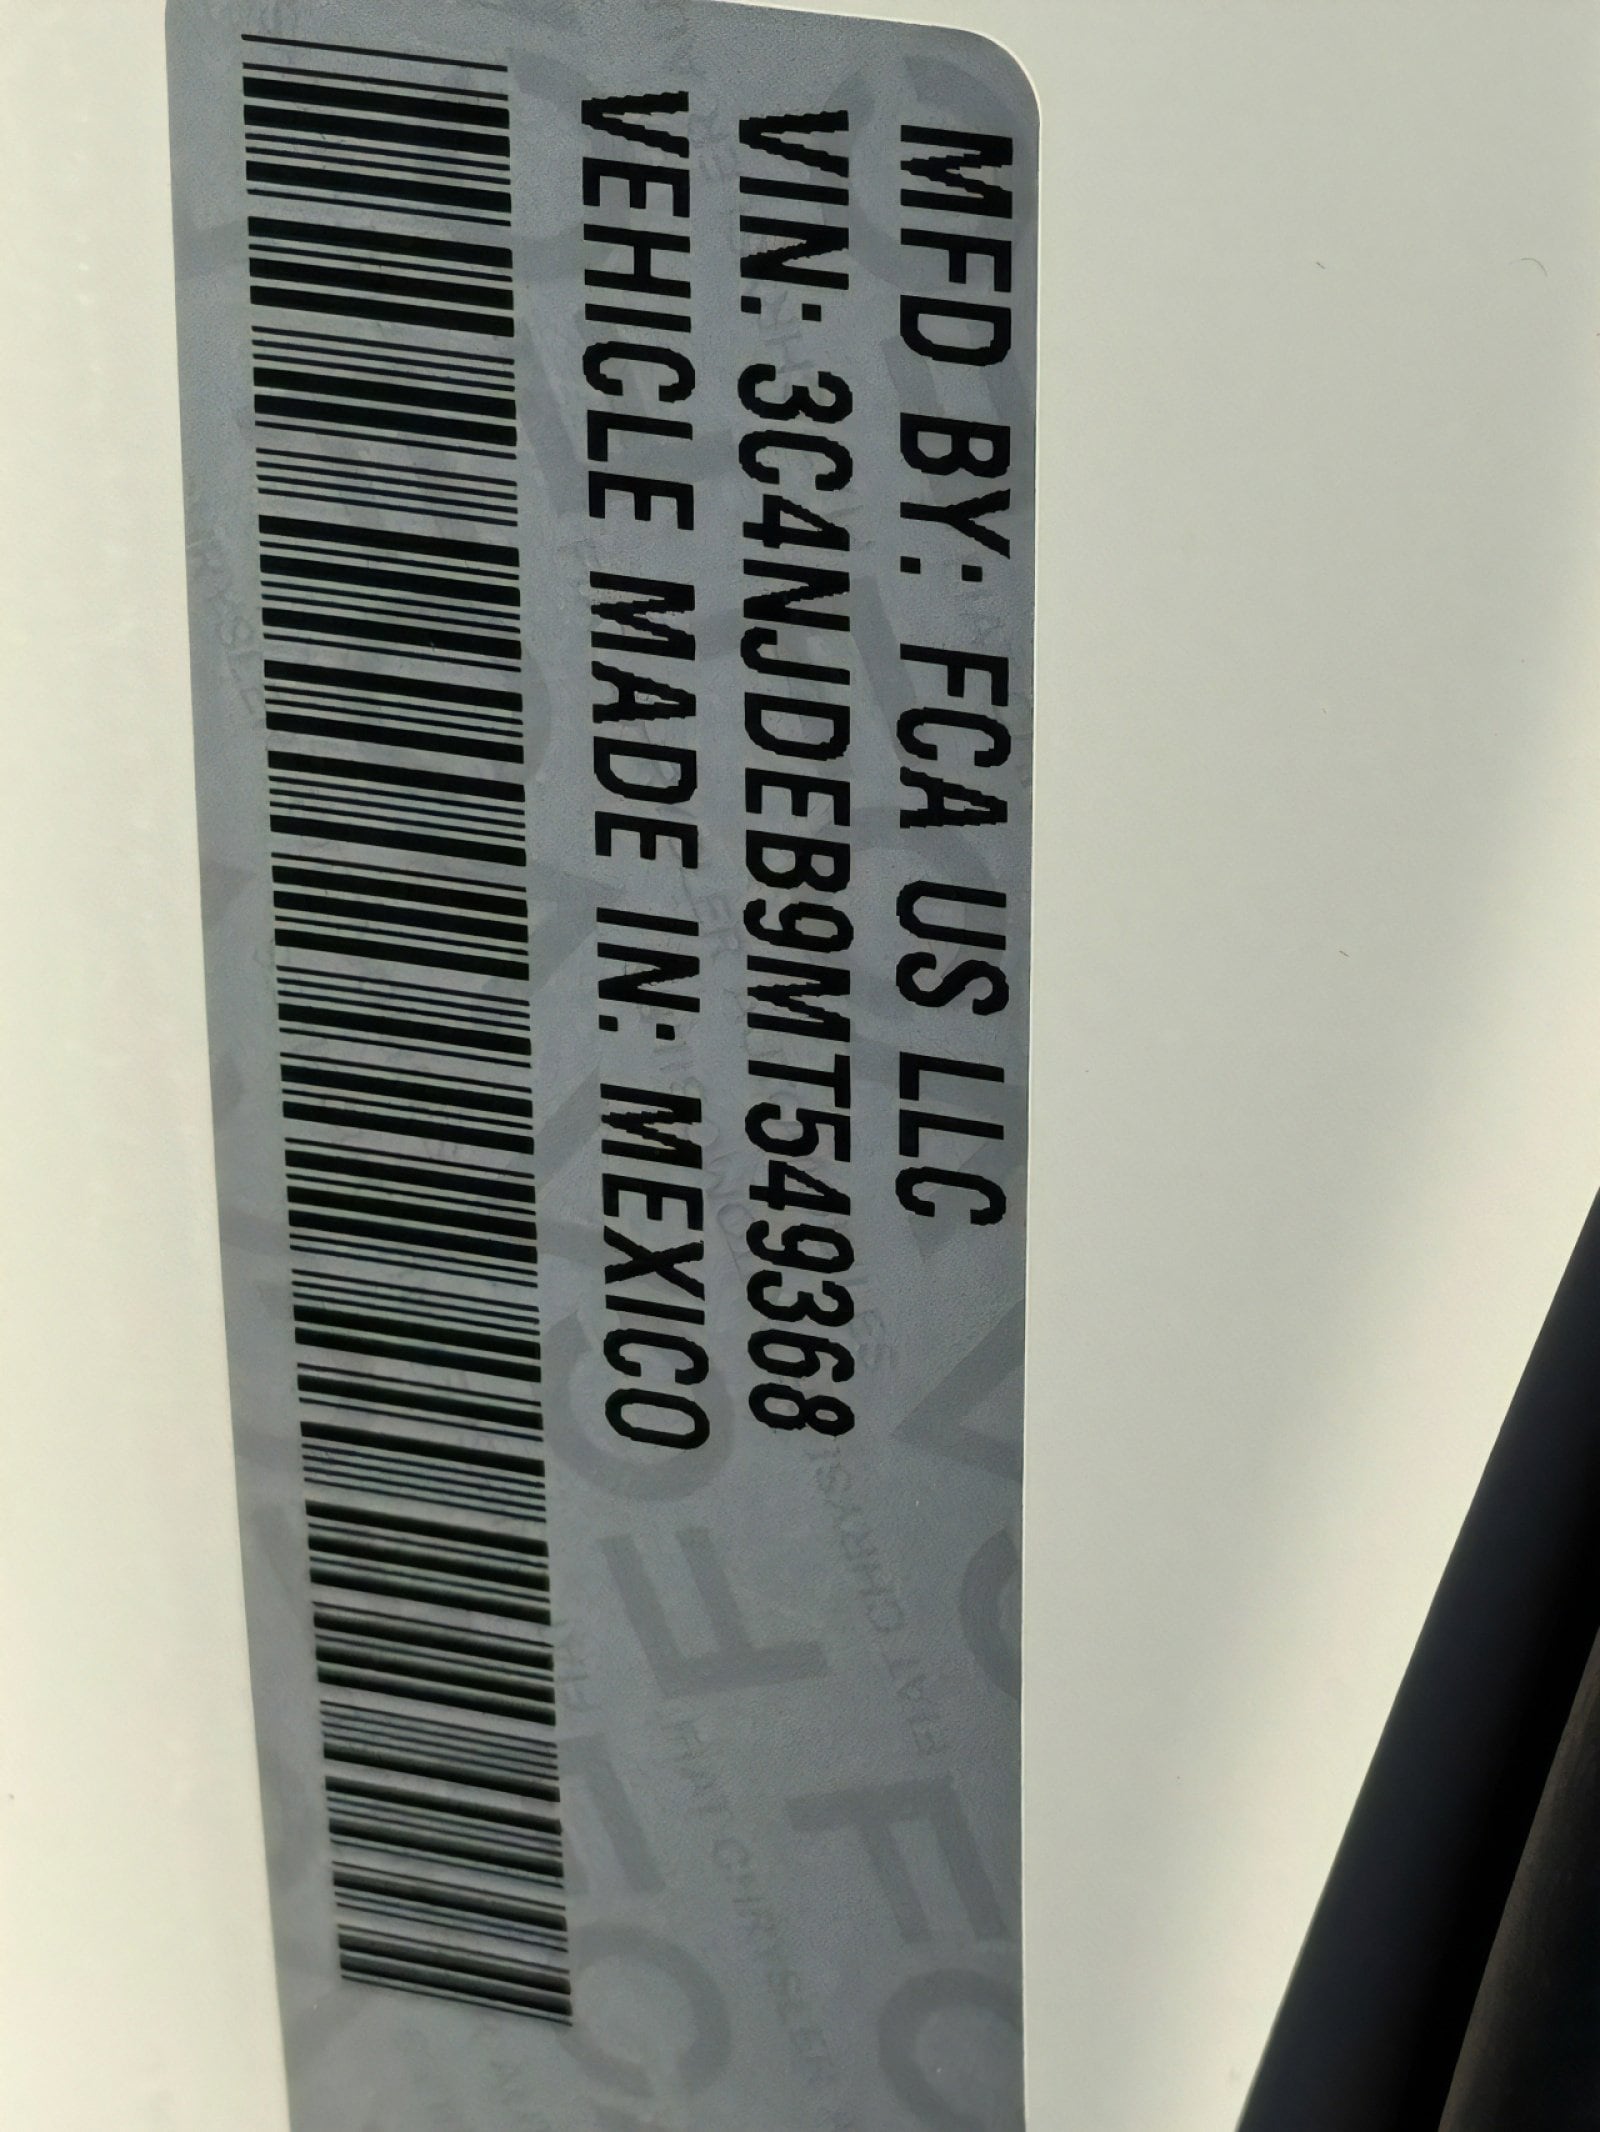 MFD BY: FCA US LLC
VIN: 3C4NJDEB9MT549368
VEHICLE MADE IN: MEXICO